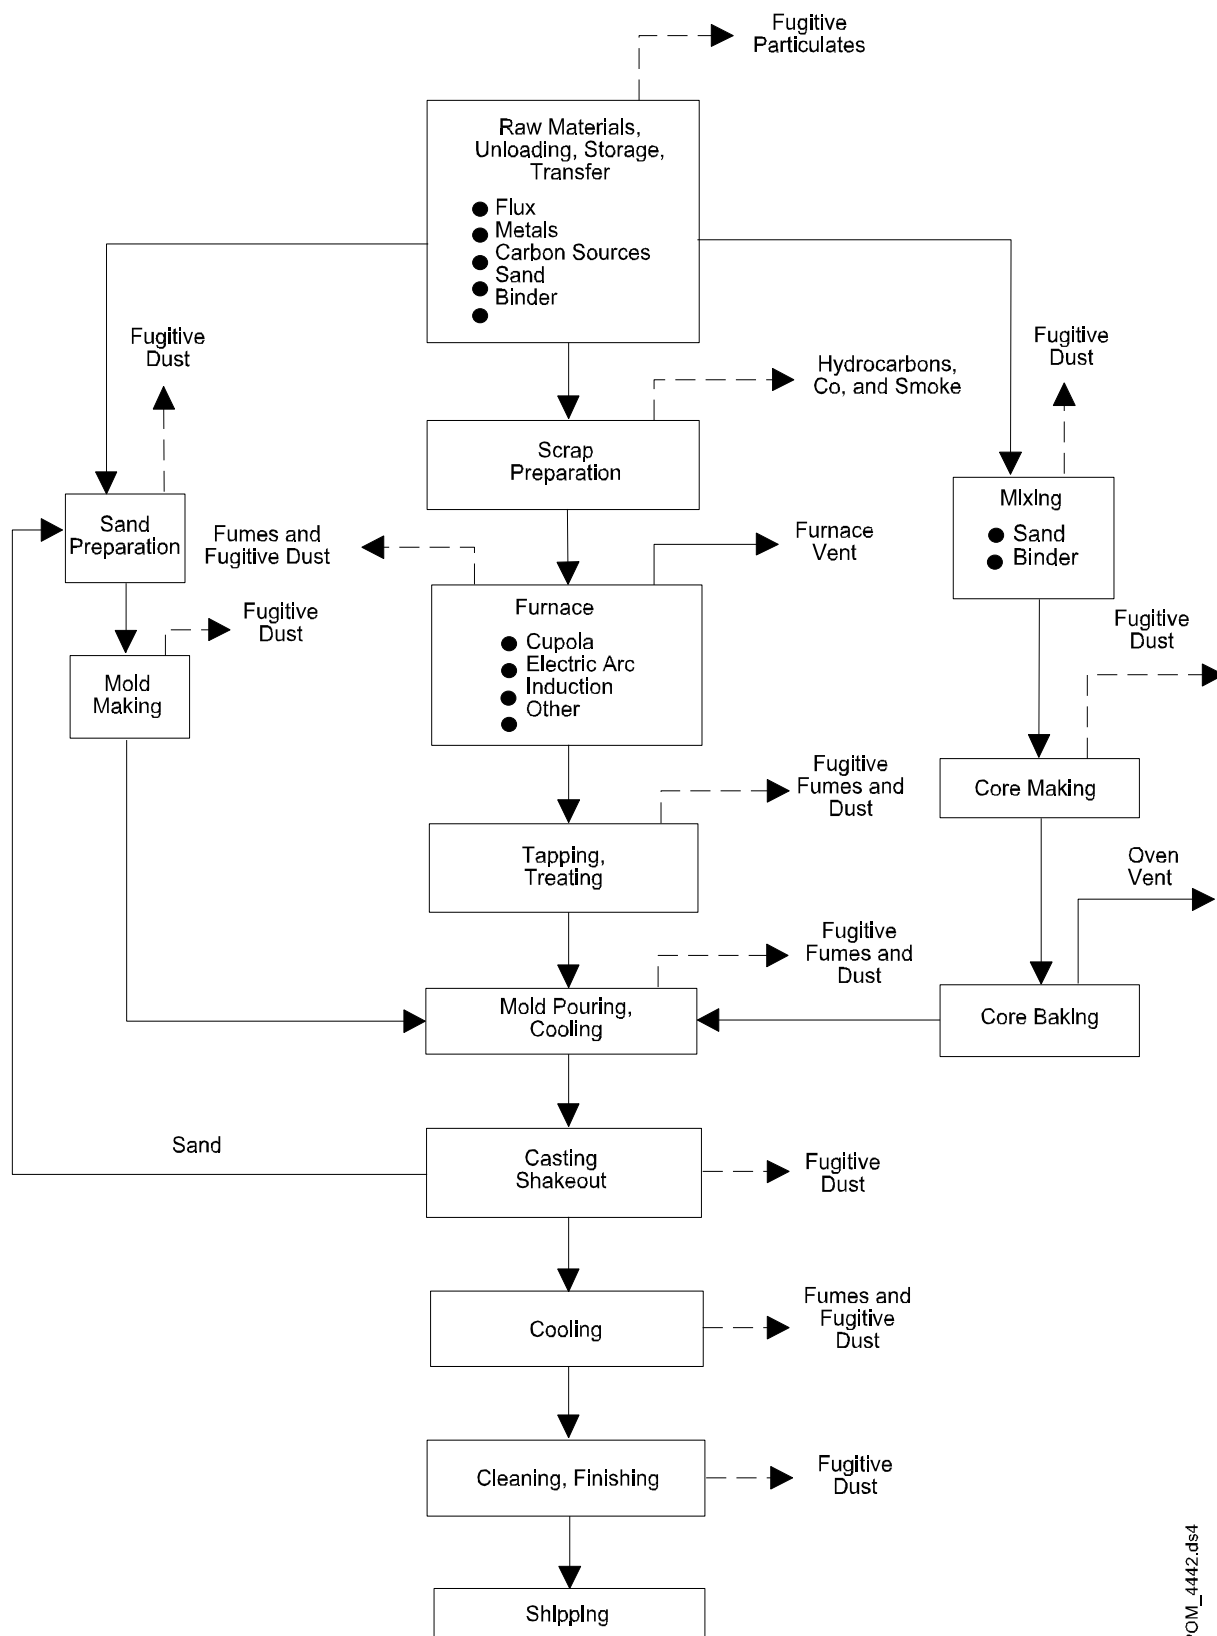 Fugitive
Particulates
Raw Materials,
Unloading, Storage,
Transfer
● Flux
● Metals
● Carbon Sources
● Sand
● Binder
●
Fugitive
Dust
Hydrocarbons,
Co, and Smoke
Fugitive
Dust
Scrap
Preparation
Sand
Preparation
Fumes and
Fugitive Dust
Furnace
Vent
Mixing
● Sand
● Binder
Fugitive
Dust
Furnace
● Cupola
● Electric Arc
● Induction
● Other
Fugitive
Dust
Mold
Making
Fugitive
Fumes and
Dust
Core Making
Tapping,
Treating
Oven
Vent
Fugitive
Fumes and
Dust
Mold Pouring,
Cooling
Core Baking
Sand
Casting
Shakeout
Fugitive
Dust
Cooling
Fumes and
Fugitive
Dust
Cleaning, Finishing
Fugitive
Dust
Shipping
POM_4442.ds4